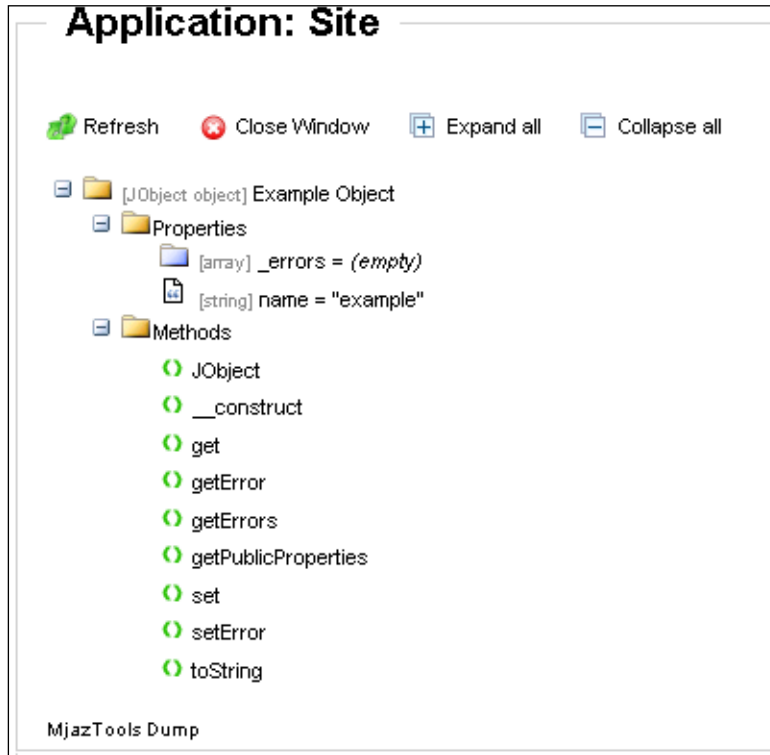 Application: Site
Refresh Close Window Expand all Collapse all
[JObject object] Example Object
Properties
[array] _errors = (empty)
[string] name = "example"
Methods
JObject
__construct
get
getError
getErrors
getPublicProperties
set
setError
toString
MjazTools Dump